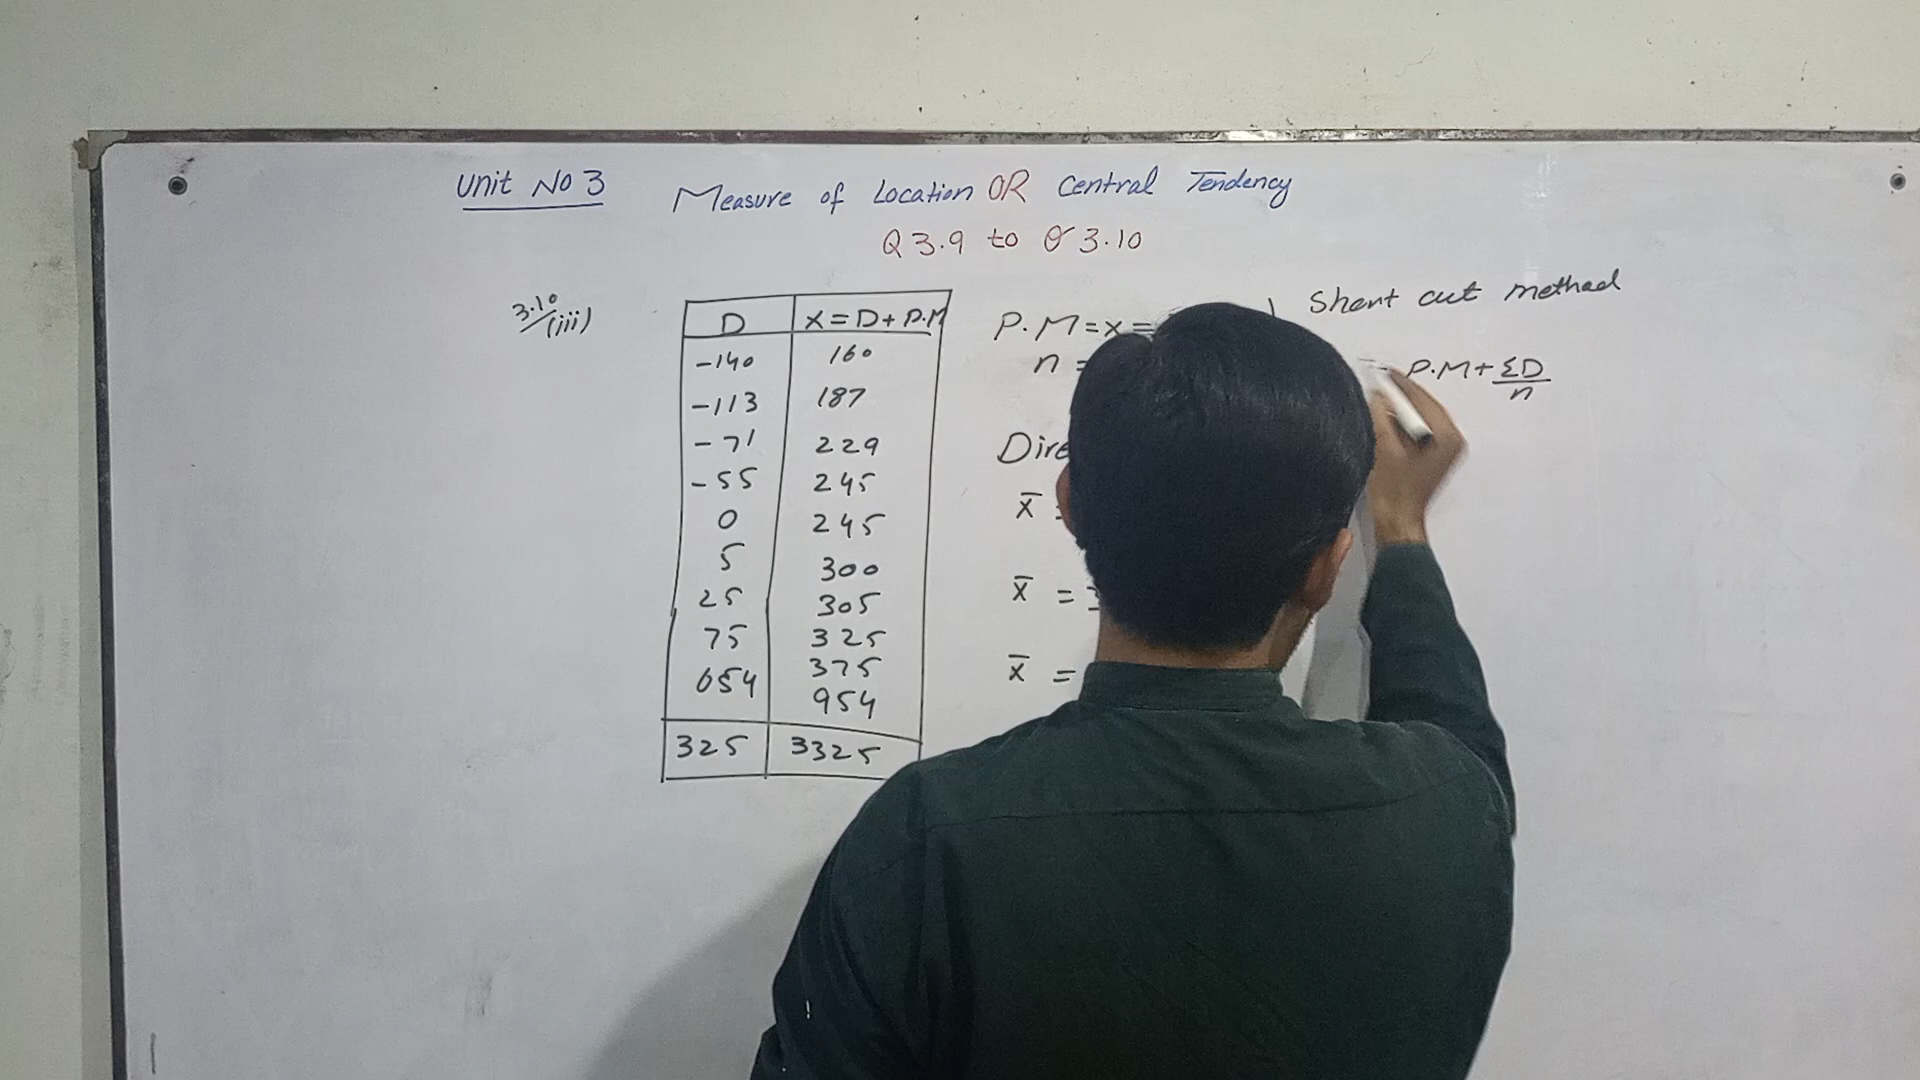 Unit No 3 Measure of Location OR Central Tendency
Q 3.9 to Q 3.10
3.10/(iii)
D X = D + P.M
-140 160
-113 187
-71 229
-55 245
0 245
5 300
25 305
75 325
654 375
954
325 3325
P.M = x =
n =
x̄
x̄ =
x̄ =
Short cut method
P.M + ΣD/n